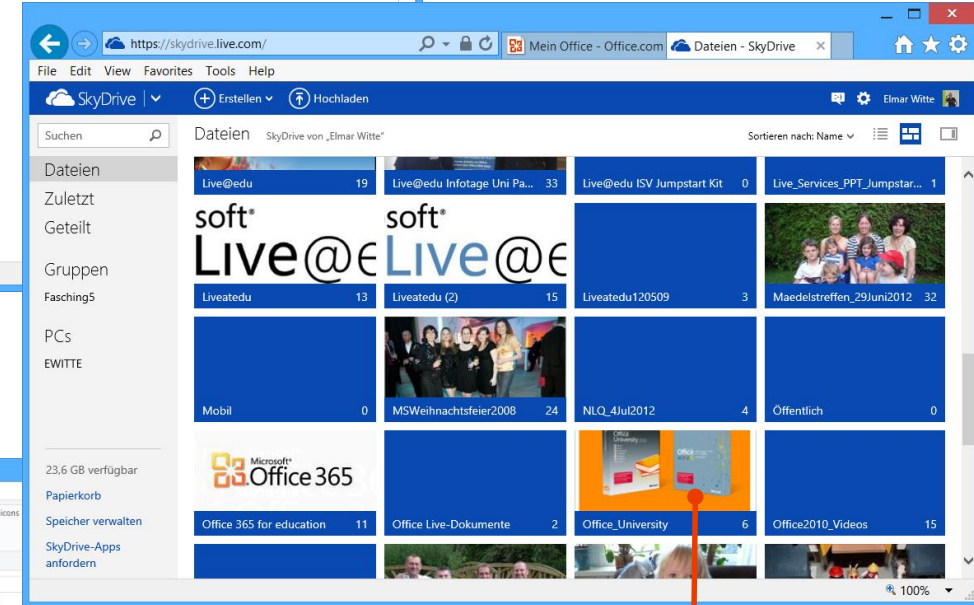 https://skydrive.live.com/
Mein Office - Office.com
Dateien - SkyDrive
File Edit View Favorites Tools Help
SkyDrive
Erstellen
Hochladen
Elmar Witte
Suchen
Dateien SkyDrive von „Elmar Witte"
Sortieren nach: Name
Dateien
Zuletzt
Geteilt
Gruppen
Fasching5
PCs
EWITTE
23,6 GB verfügbar
Papierkorb
Speicher verwalten
SkyDrive-Apps
anfordern
Live@edu 19
Live@edu Infotage Uni Pa... 33
Live@edu ISV Jumpstart Kit 0
Live_Services_PPT_Jumpstar... 1
soft
Live@e
soft
Live@e
Liveatedu 13
Liveatedu (2) 15
Liveatedu120509 3
Maedelstreffen_29Juni2012 32
Mobil 0
MSWeihnachtsfeier2008 24
NLQ_4Jul2012 4
Öffentlich 0
Microsoft
Office 365
Office
University
Office 365 for education 11
Office Live-Dokumente 2
Office_University 6
Office2010_Videos 15
100%
icons